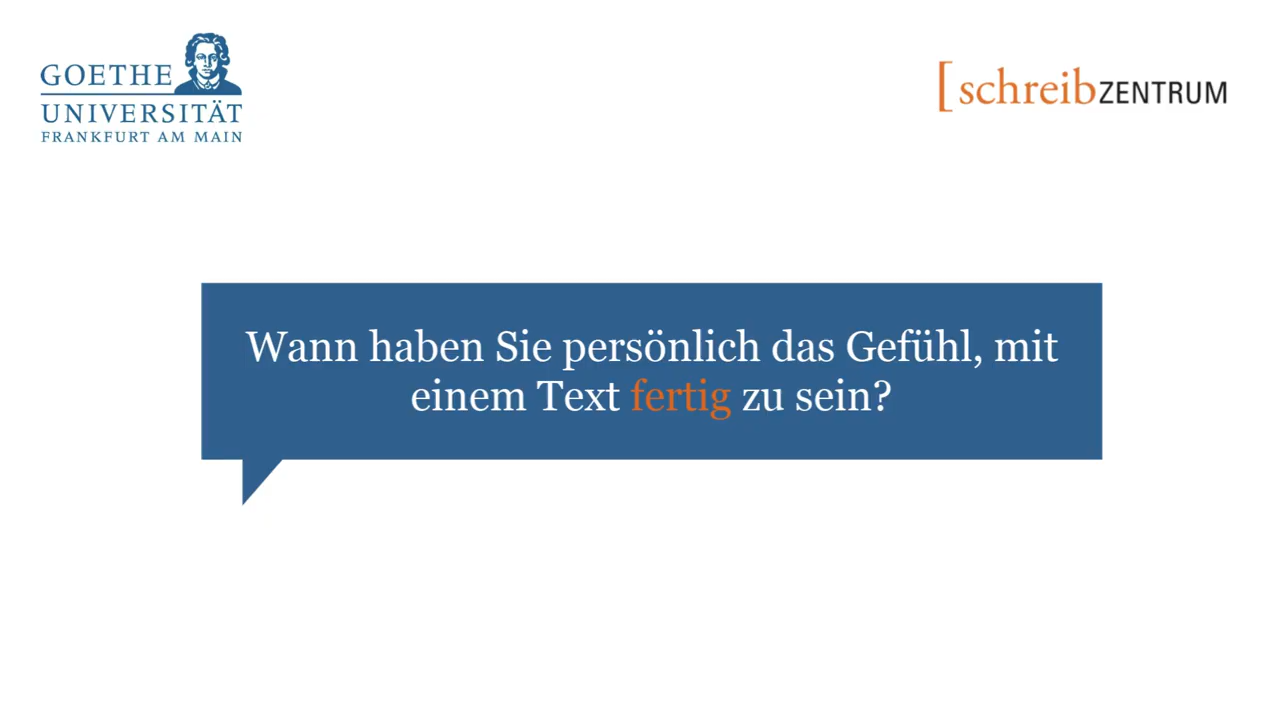 GOETHE
UNIVERSITÄT
FRANKFURT AM MAIN
[schreibZENTRUM
Wann haben Sie persönlich das Gefühl, mit
einem Text fertig zu sein?